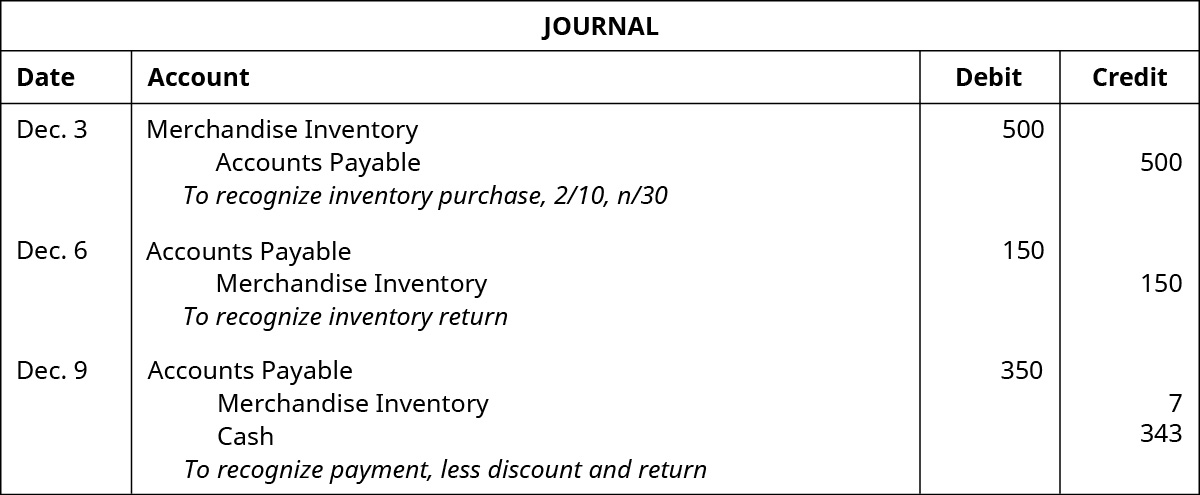 JOURNAL
Date Account Debit Credit
Dec. 3 Merchandise Inventory 500
Accounts Payable 500
To recognize inventory purchase, 2/10, n/30
Dec. 6 Accounts Payable 150
Merchandise Inventory 150
To recognize inventory return
Dec. 9 Accounts Payable 350
Merchandise Inventory 7
Cash 343
To recognize payment, less discount and return